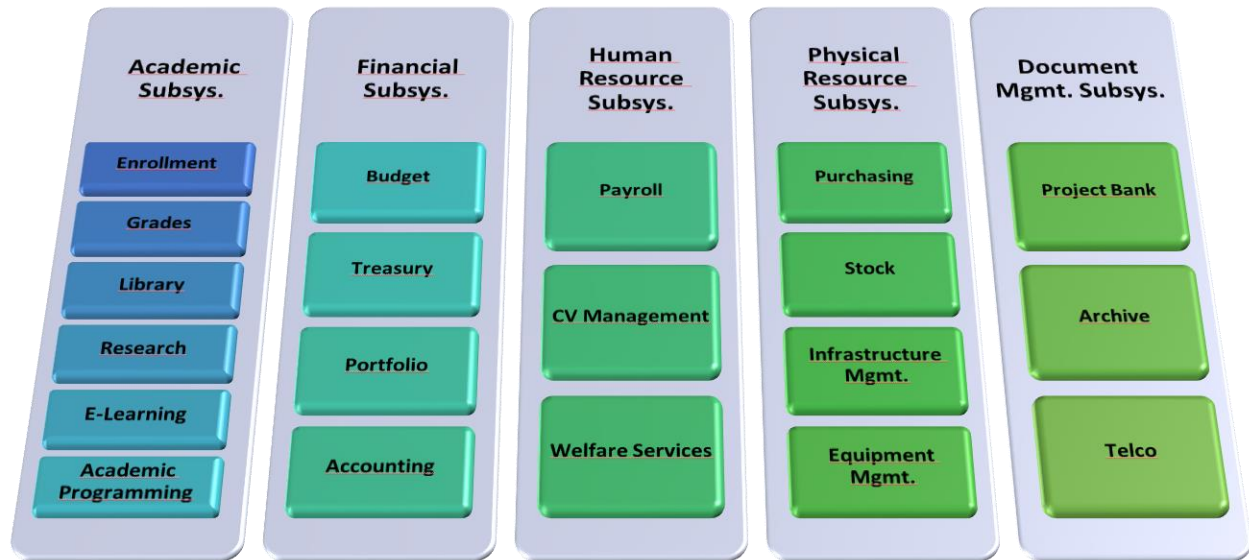 Academic
Subsys.
Enrollment
Grades
Library
Research
E-Learning
Academic
Programming
Financial
Subsys.
Budget
Treasury
Portfolio
Accounting
Human
Resource
Subsys.
Payroll
CV Management
Welfare Services
Physical
Resource
Subsys.
Purchasing
Stock
Infrastructure
Mgmt.
Equipment
Mgmt.
Document
Mgmt. Subsys.
Project Bank
Archive
Telco